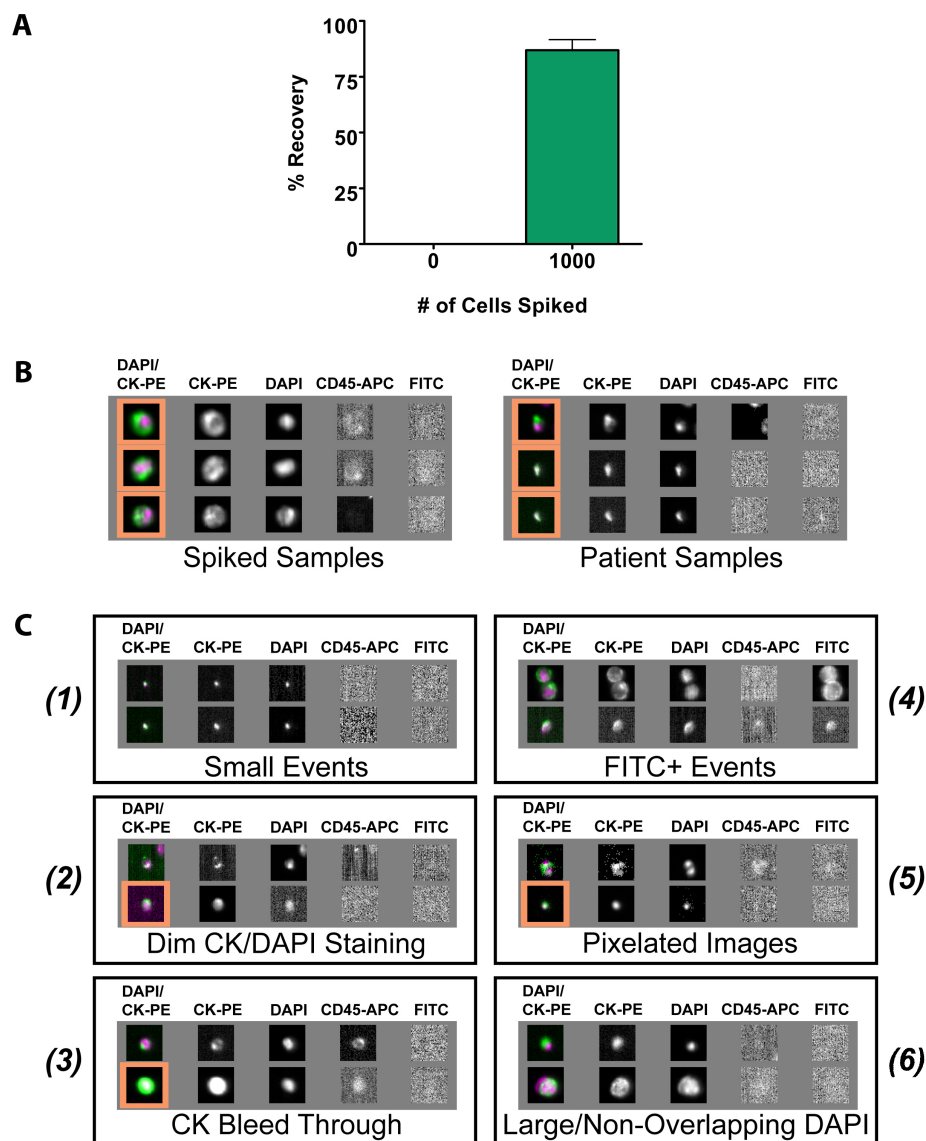 A
100
75
50
25
0
% Recovery
0 1000
# of Cells Spiked
B
DAPI/
CK-PE CK-PE DAPI CD45-APC FITC
Spiked Samples
DAPI/
CK-PE CK-PE DAPI CD45-APC FITC
Patient Samples
C
(1)
DAPI/
CK-PE CK-PE DAPI CD45-APC FITC
Small Events
(4)
DAPI/
CK-PE CK-PE DAPI CD45-APC FITC
FITC+ Events
(2)
DAPI/
CK-PE CK-PE DAPI CD45-APC FITC
Dim CK/DAPI Staining
(5)
DAPI/
CK-PE CK-PE DAPI CD45-APC FITC
Pixelated Images
(3)
DAPI/
CK-PE CK-PE DAPI CD45-APC FITC
CK Bleed Through
(6)
DAPI/
CK-PE CK-PE DAPI CD45-APC FITC
Large/Non-Overlapping DAPI